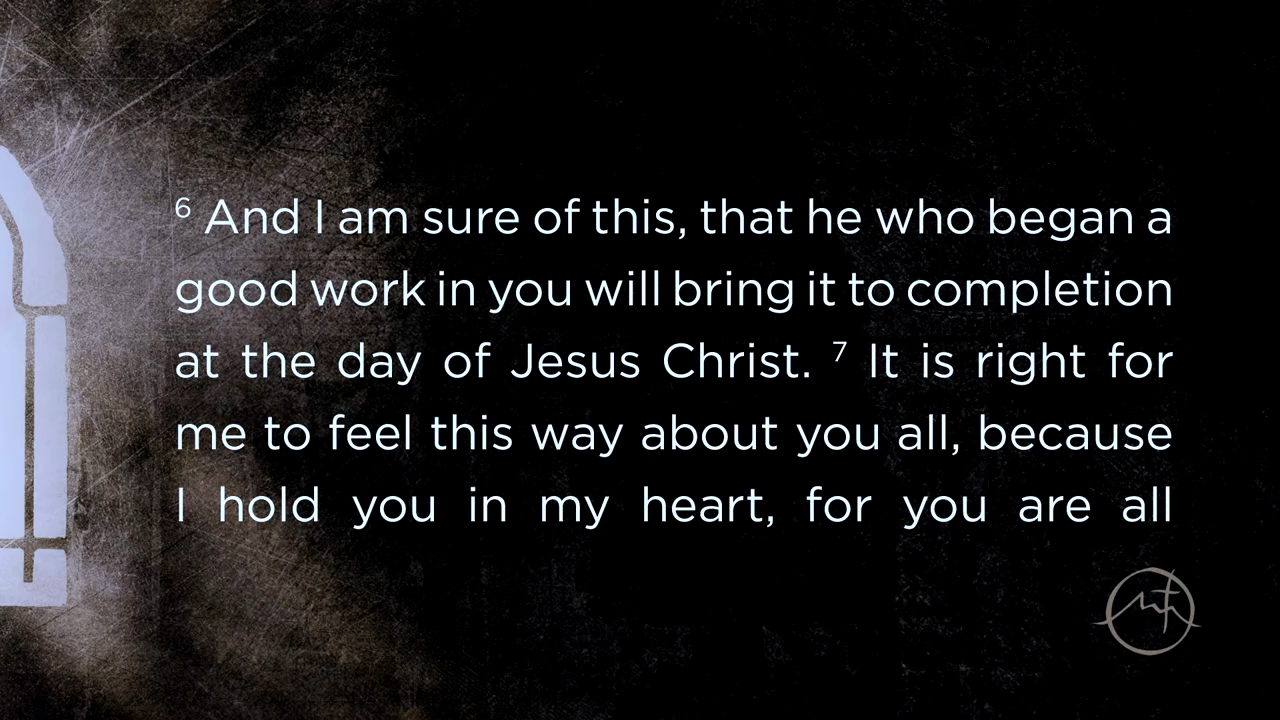 ⁶ And I am sure of this, that he who began a
good work in you will bring it to completion
at the day of Jesus Christ. ⁷ It is right for
me to feel this way about you all, because
I hold you in my heart, for you are all